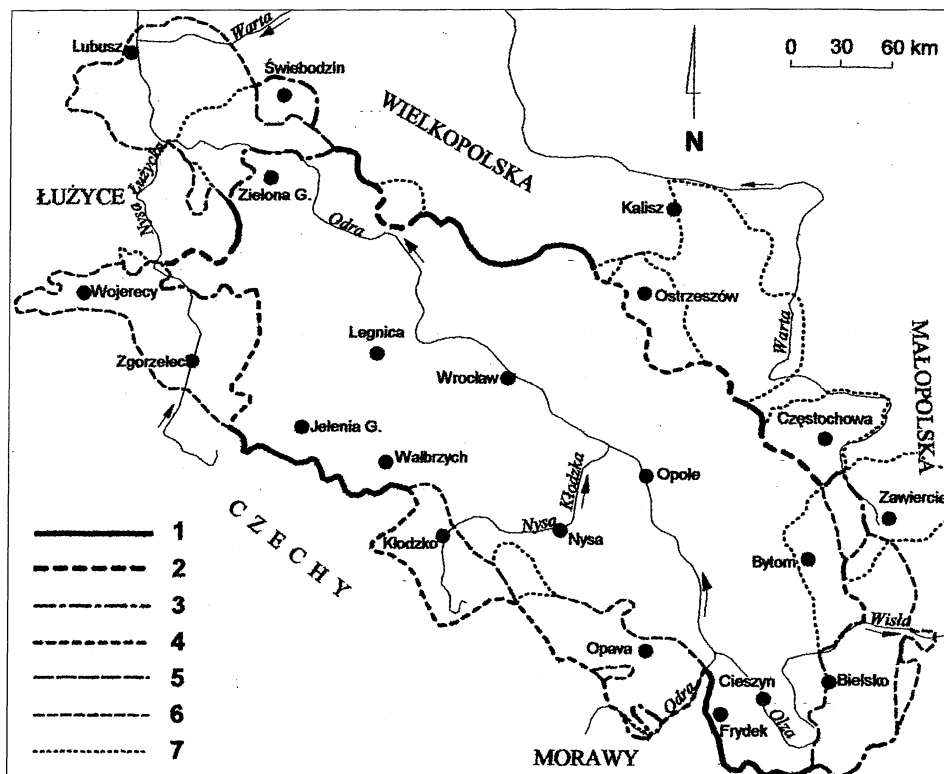 Lubusz
Warta
Świebodzin
0 30 60 km
N
WIELKOPOLSKA
ŁUŻYCE
Nysa Łużycka
Zielona G.
Odra
Kalisz
Wojerecy
Ostrzeszów
Legnica
Warta
MAŁOPOLSKA
Zgorzelec
Wrocław
Częstochowa
Jelenia G.
Wałbrzych
CZECHY
Opole
Zawiercie
Kłodzko
Nysa Kłodzka
Nysa
Bytom
Wisła
Opava
Odra
Cieszyn
Olza
Bielsko
Frydek
MORAWY
1
2
3
4
5
6
7